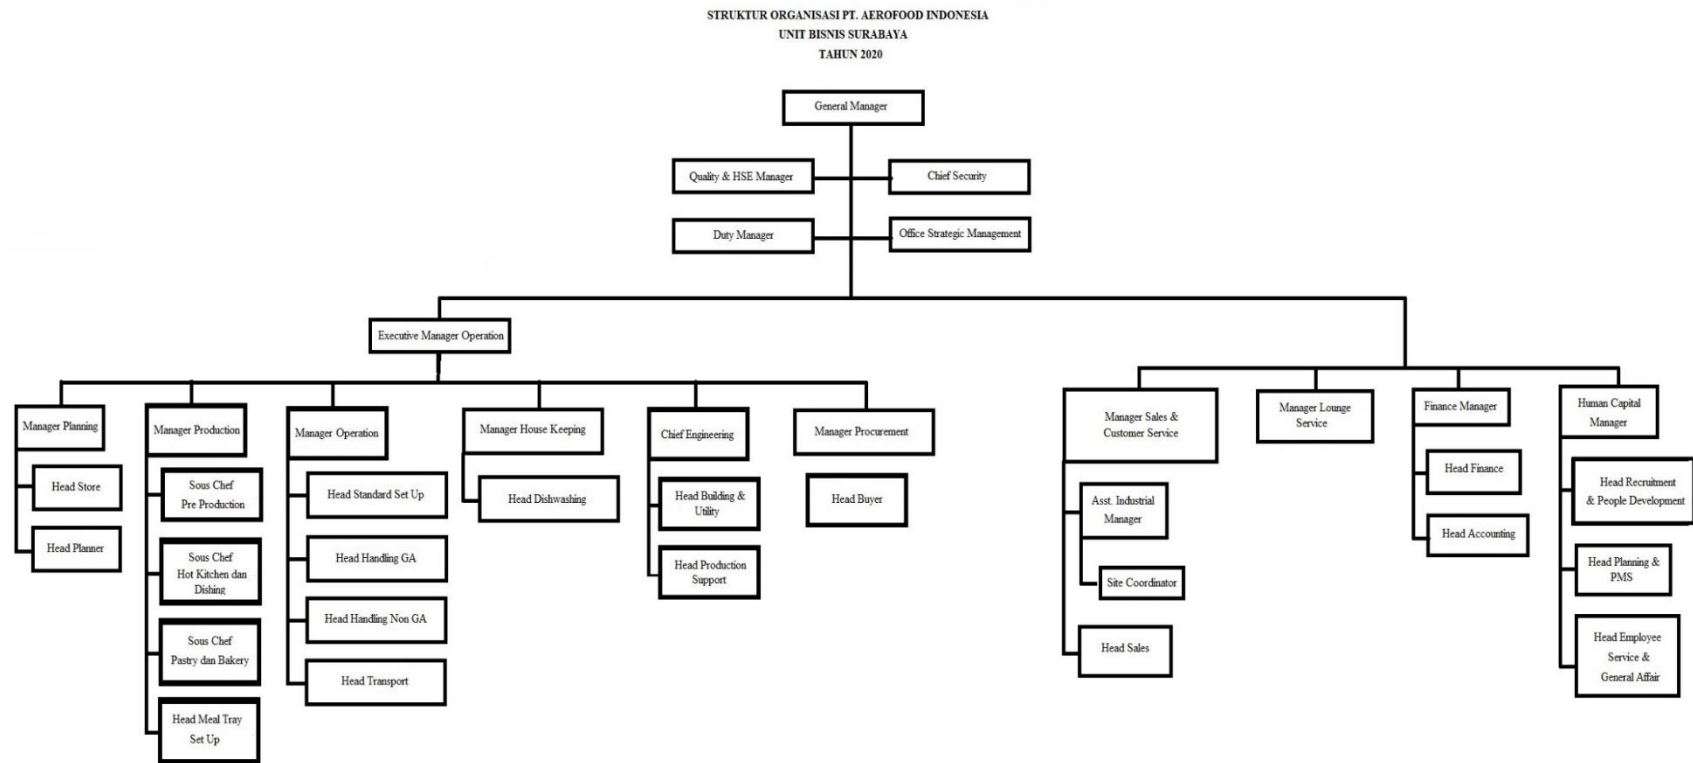 STRUKTUR ORGANISASI PT. AEROFOOD INDONESIA
UNIT BISNIS SURABAYA
TAHUN 2020
General Manager
Quality & HSE Manager
Chief Security
Duty Manager
Office Strategic Management
Executive Manager Operation
Manager Planning
Head Store
Head Planner
Manager Production
Sous Chef
Pre Production
Sous Chef
Hot Kitchen dan
Dishing
Sous Chef
Pastry dan Bakery
Head Meal Tray
Set Up
Manager Operation
Head Standard Set Up
Head Handling GA
Head Handling Non GA
Head Transport
Manager House Keeping
Head Dishwashing
Chief Engineering
Head Building &
Utility
Head Production
Support
Manager Procurement
Head Buyer
Manager Sales &
Customer Service
Asst. Industrial
Manager
Site Coordinator
Head Sales
Manager Lounge
Service
Finance Manager
Head Finance
Head Accounting
Human Capital
Manager
Head Recruitment
& People Development
Head Planning &
PMS
Head Employee
Service &
General Affair